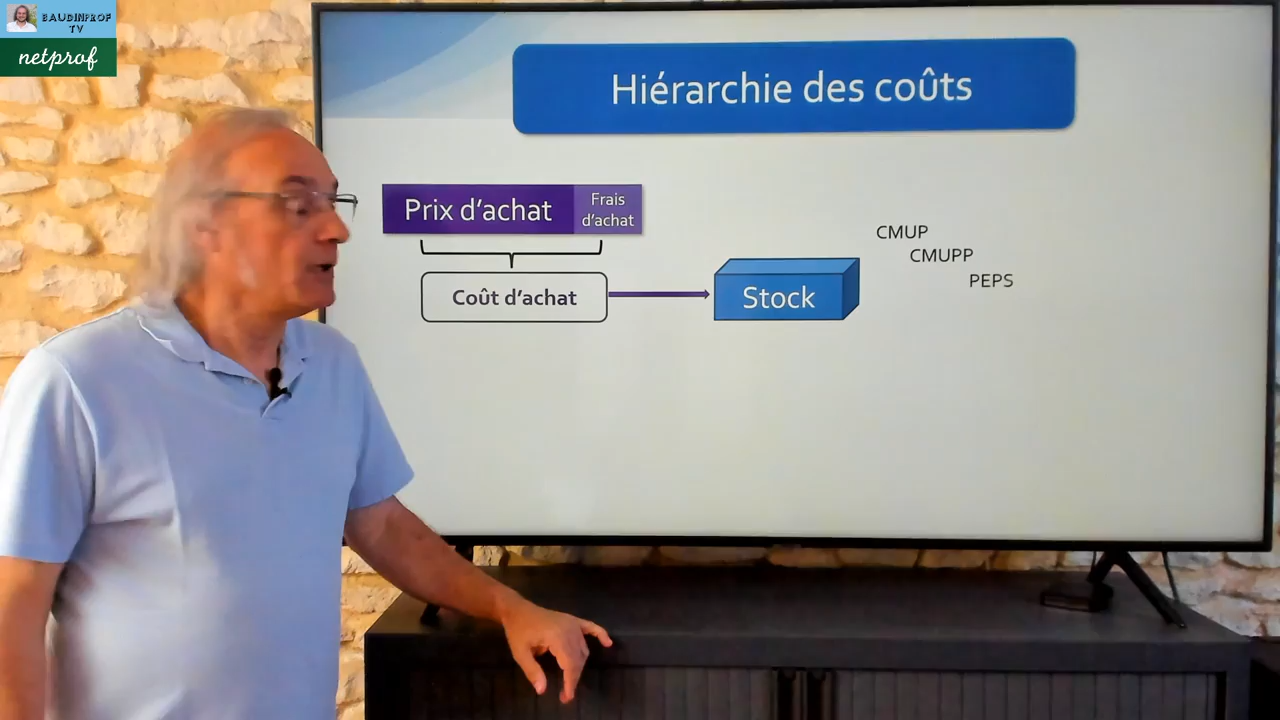 BAUDINPROF
TV
netprof
Hiérarchie des coûts
Prix d'achat
Frais
d'achat
Coût d'achat
Stock
CMUP
CMUPP
PEPS